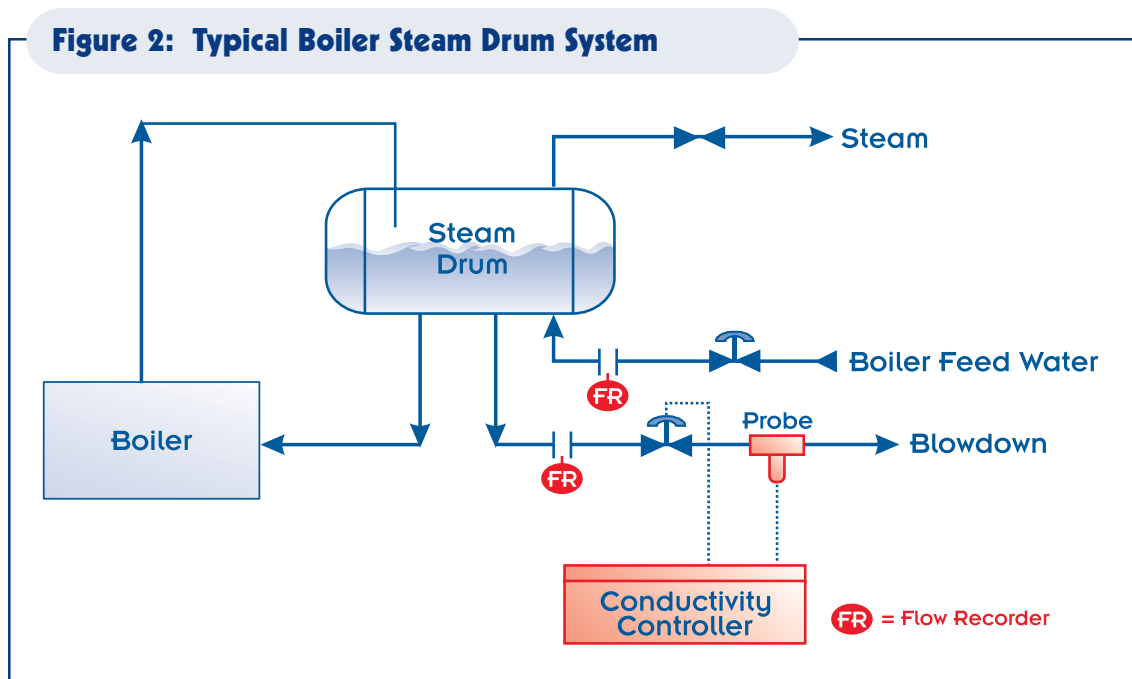 Figure 2: Typical Boiler Steam Drum System
Steam
Steam
Drum
Boiler Feed Water
FR
Probe
Boiler
Blowdown
FR
Conductivity
Controller
FR = Flow Recorder